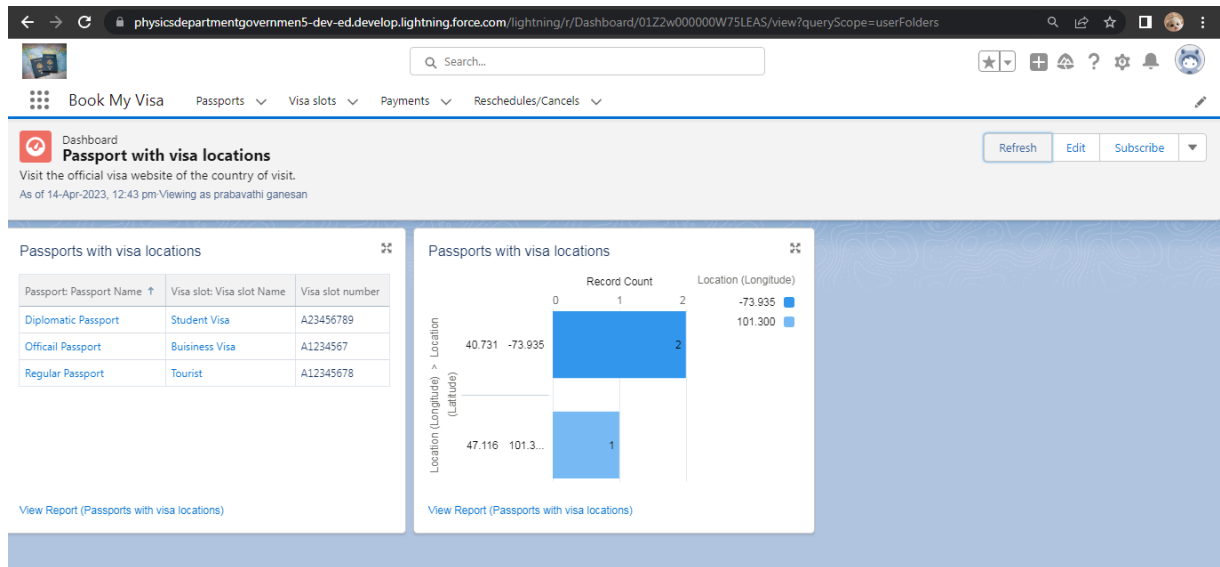 physicsdepartmentgovernmen5-dev-ed.develop.lightning.force.com/lightning/r/Dashboard/01Z2w000000W75LEAS/view?queryScope=userFolders
Search...
Book My Visa Passports Visa slots Payments Reschedules/Cancels
Dashboard
Passport with visa locations
Refresh Edit Subscribe
Visit the official visa website of the country of visit.
As of 14-Apr-2023, 12:43 pm·Viewing as prabavathi ganesan
Passports with visa locations
Passport: Passport Name ↑ Visa slot: Visa slot Name Visa slot number
Diplomatic Passport Student Visa A23456789
Officail Passport Buisiness Visa A1234567
Regular Passport Tourist A12345678
View Report (Passports with visa locations)
Passports with visa locations
Record Count
0 1 2
Location (Longitude) > Location
(Latitude)
40.731 -73.935 2
47.116 101.3... 1
Location (Longitude)
-73.935
101.300
View Report (Passports with visa locations)